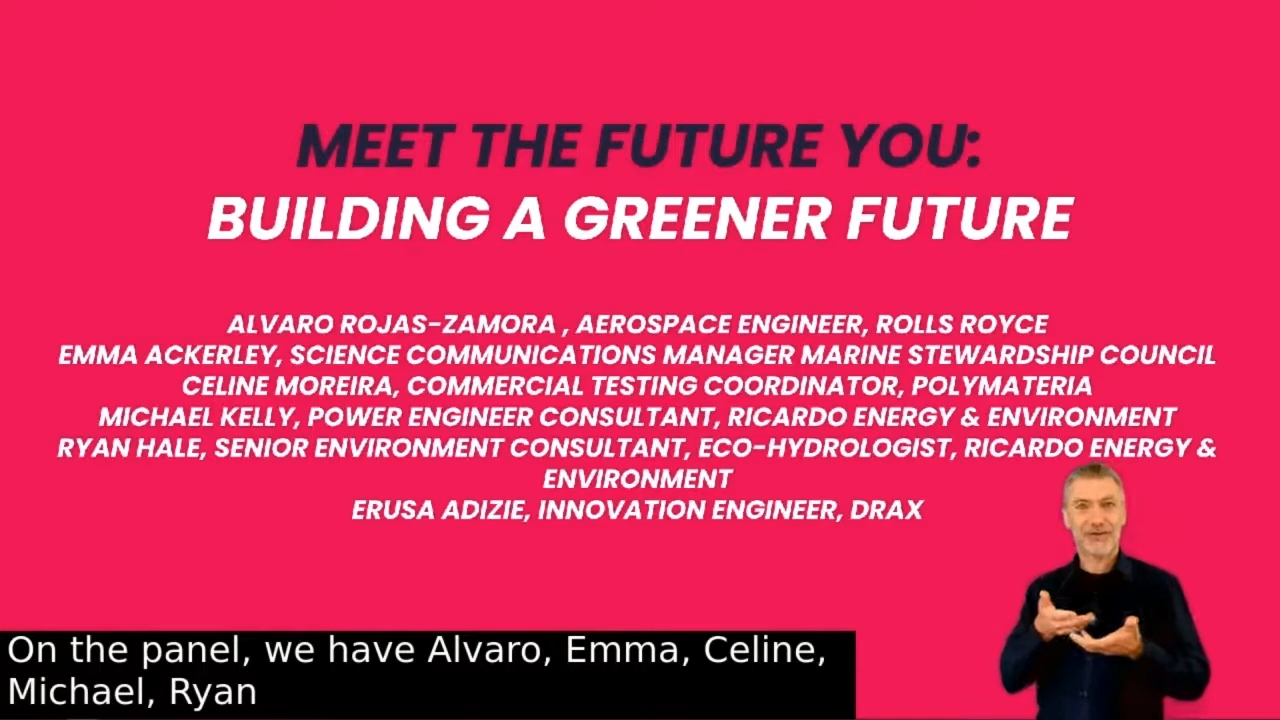 MEET THE FUTURE YOU:
BUILDING A GREENER FUTURE
ALVARO ROJAS-ZAMORA , AEROSPACE ENGINEER, ROLLS ROYCE
EMMA ACKERLEY, SCIENCE COMMUNICATIONS MANAGER MARINE STEWARDSHIP COUNCIL
CELINE MOREIRA, COMMERCIAL TESTING COORDINATOR, POLYMATERIA
MICHAEL KELLY, POWER ENGINEER CONSULTANT, RICARDO ENERGY & ENVIRONMENT
RYAN HALE, SENIOR ENVIRONMENT CONSULTANT, ECO-HYDROLOGIST, RICARDO ENERGY &
ENVIRONMENT
ERUSA ADIZIE, INNOVATION ENGINEER, DRAX
On the panel, we have Alvaro, Emma, Celine,
Michael, Ryan